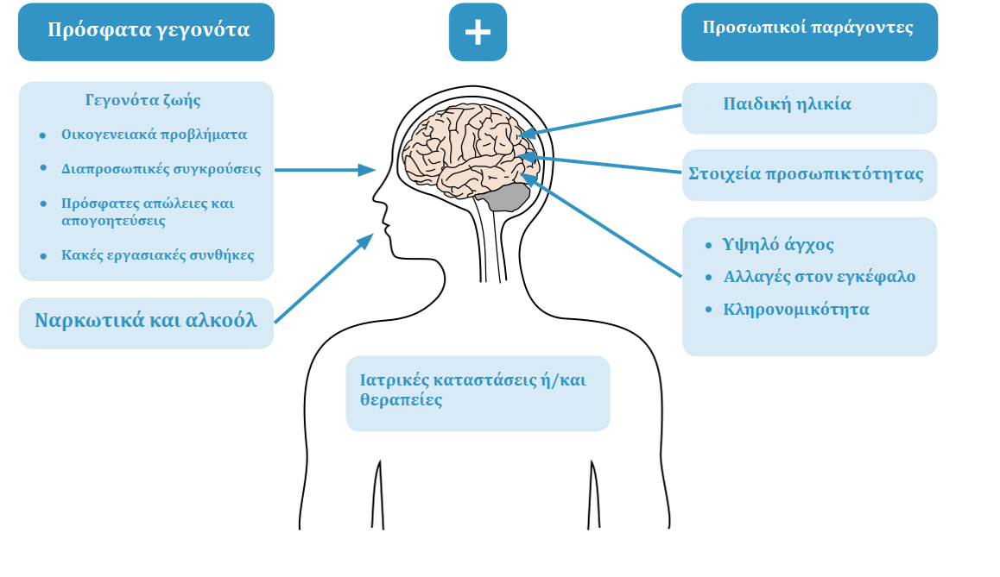 Πρόσφατα γεγονότα
+
Προσωπικοί παράγοντες
Γεγονότα ζωής
• Οικογενειακά προβλήματα
• Διαπροσωπικές συγκρούσεις
• Πρόσφατες απώλειες και
απογοητεύσεις
• Κακές εργασιακές συνθήκες
Ναρκωτικά και αλκοόλ
Παιδική ηλικία
Στοιχεία προσωπικτότητας
• Υψηλό άγχος
• Αλλαγές στον εγκέφαλο
• Κληρονομικότητα
Ιατρικές καταστάσεις ή/και
θεραπείες